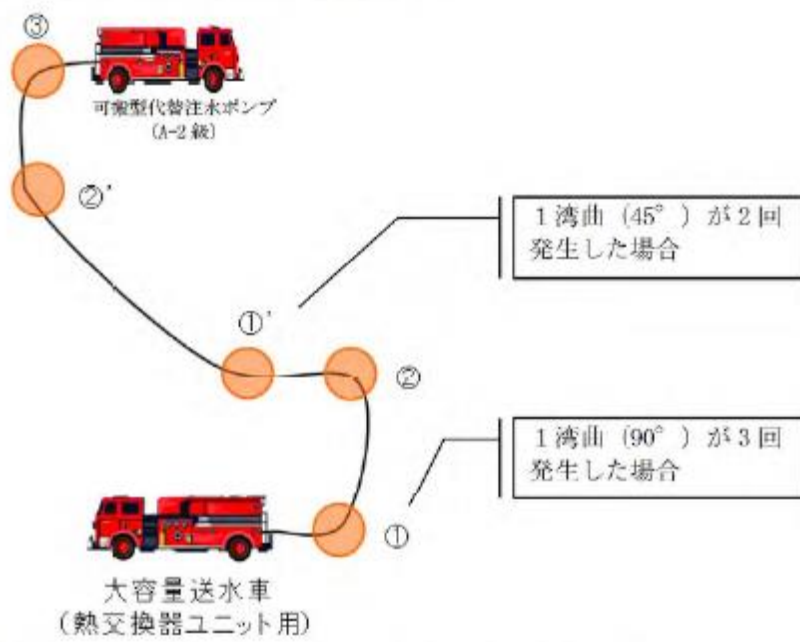 ③
可搬型代替注水ポンプ
(A-2 級)
②'
1 湾曲 (45° ) が 2 回
発生した場合
①'
②
1 湾曲 (90° ) が 3 回
発生した場合
①
大容量送水車
(熱交換器ユニット用)